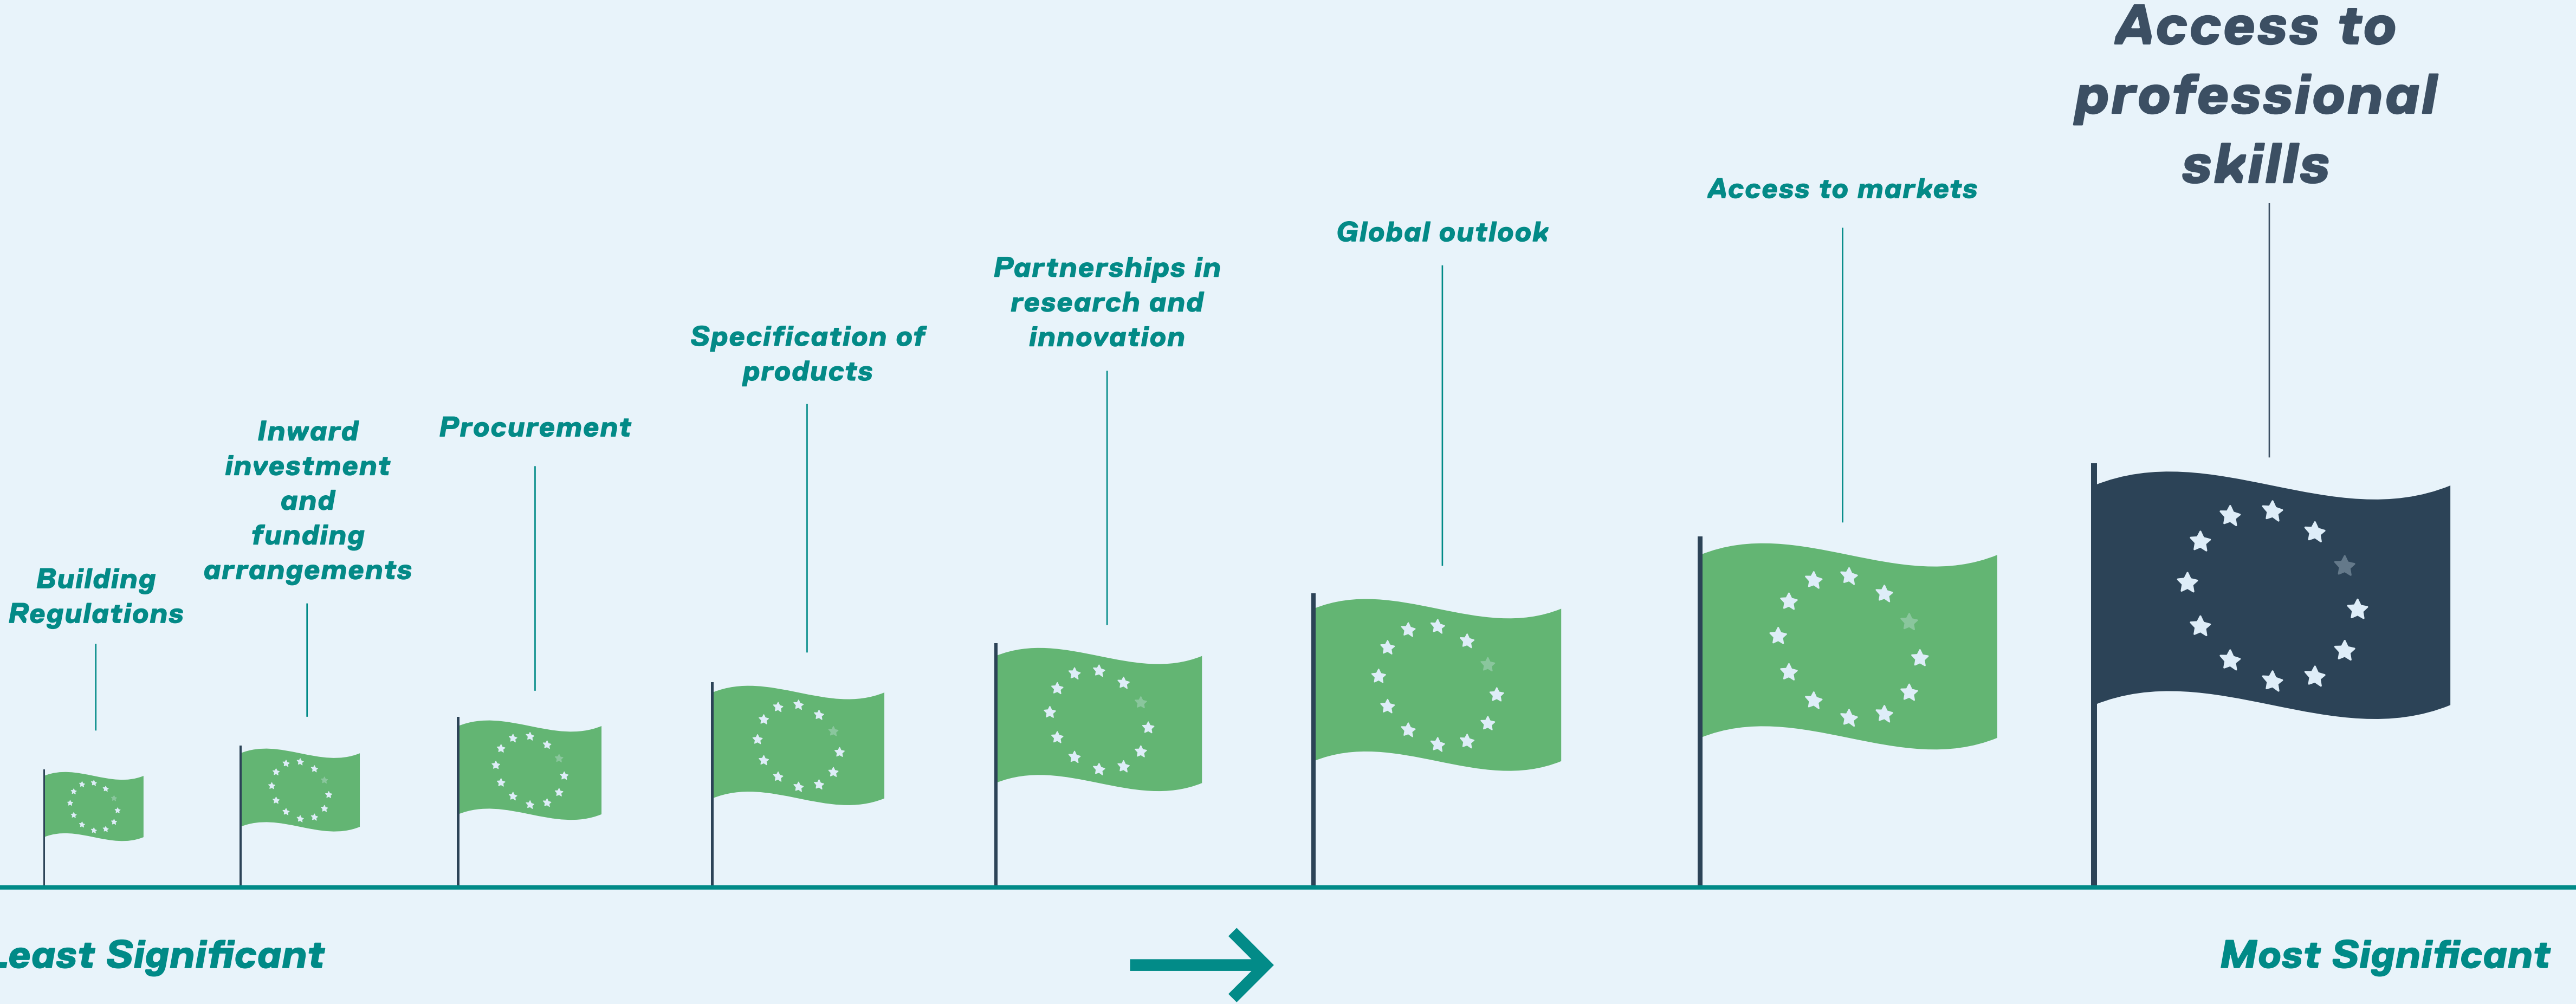 Building
Regulations
Inward
investment
and
funding
arrangements
Procurement
Specification of
products
Partnerships in
research and
innovation
Global outlook
Access to markets
Access to
professional
skills
Least Significant
Most Significant